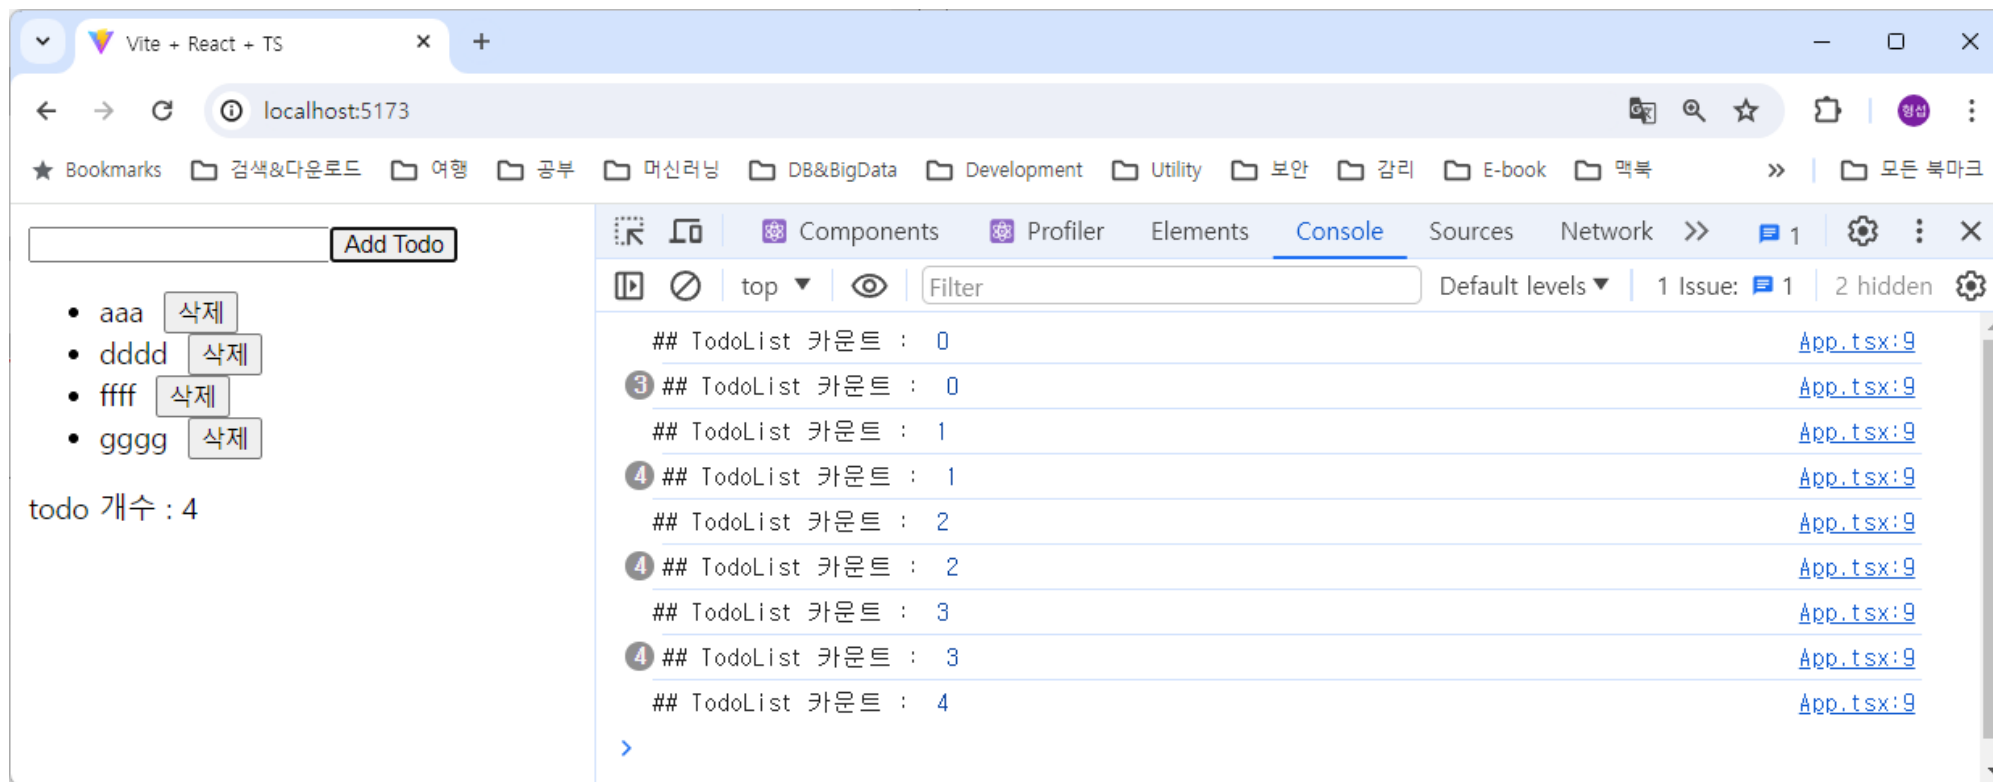 Vite + React + TS
localhost:5173
형섭
Bookmarks 검색&다운로드 여행 공부 머신러닝 DB&BigData Development Utility 보안 감리 E-book 맥북 모든 북마크
Add Todo
aaa 삭제
dddd 삭제
ffff 삭제
gggg 삭제
todo 개수 : 4
Components Profiler Elements Console Sources Network 1
top Filter Default levels 1 Issue: 1 2 hidden
## TodoList 카운트 : 0 App.tsx:9
3 ## TodoList 카운트 : 0 App.tsx:9
## TodoList 카운트 : 1 App.tsx:9
4 ## TodoList 카운트 : 1 App.tsx:9
## TodoList 카운트 : 2 App.tsx:9
4 ## TodoList 카운트 : 2 App.tsx:9
## TodoList 카운트 : 3 App.tsx:9
4 ## TodoList 카운트 : 3 App.tsx:9
## TodoList 카운트 : 4 App.tsx:9